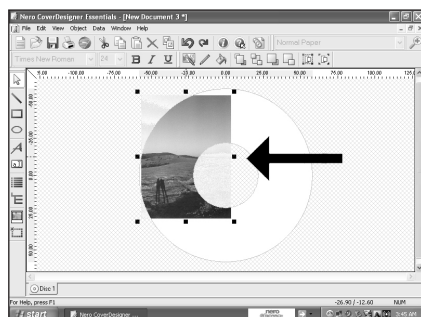 Nero CoverDesigner Essentials - [New Document 3 *]
File Edit View Object Data Window Help
Normal Paper
Times New Roman 24 B I U
-100,00 -75,00 -50,00 -25,00 0,00 25,00 50,00 75,00 100,00
Disc 1
For Help, press F1 -26.90 / -12.60 NUM
start Nero CoverDesigner ... nero 3:45 AM